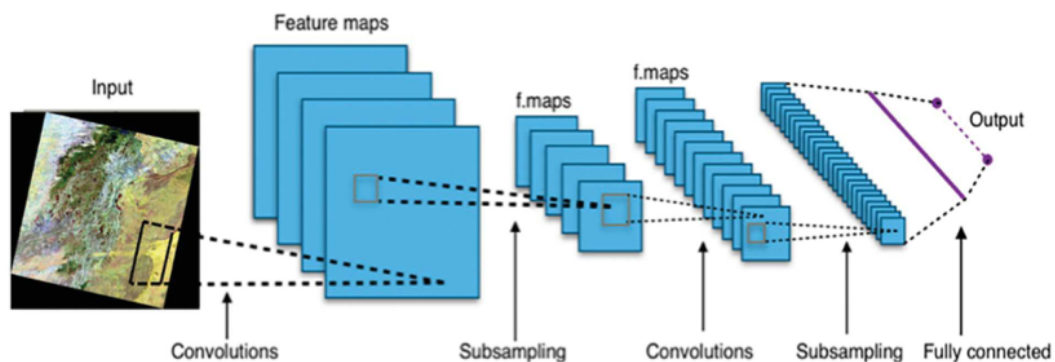 Feature maps
Input
f.maps
f.maps
Output
Convolutions
Subsampling
Convolutions
Subsampling
Fully connected